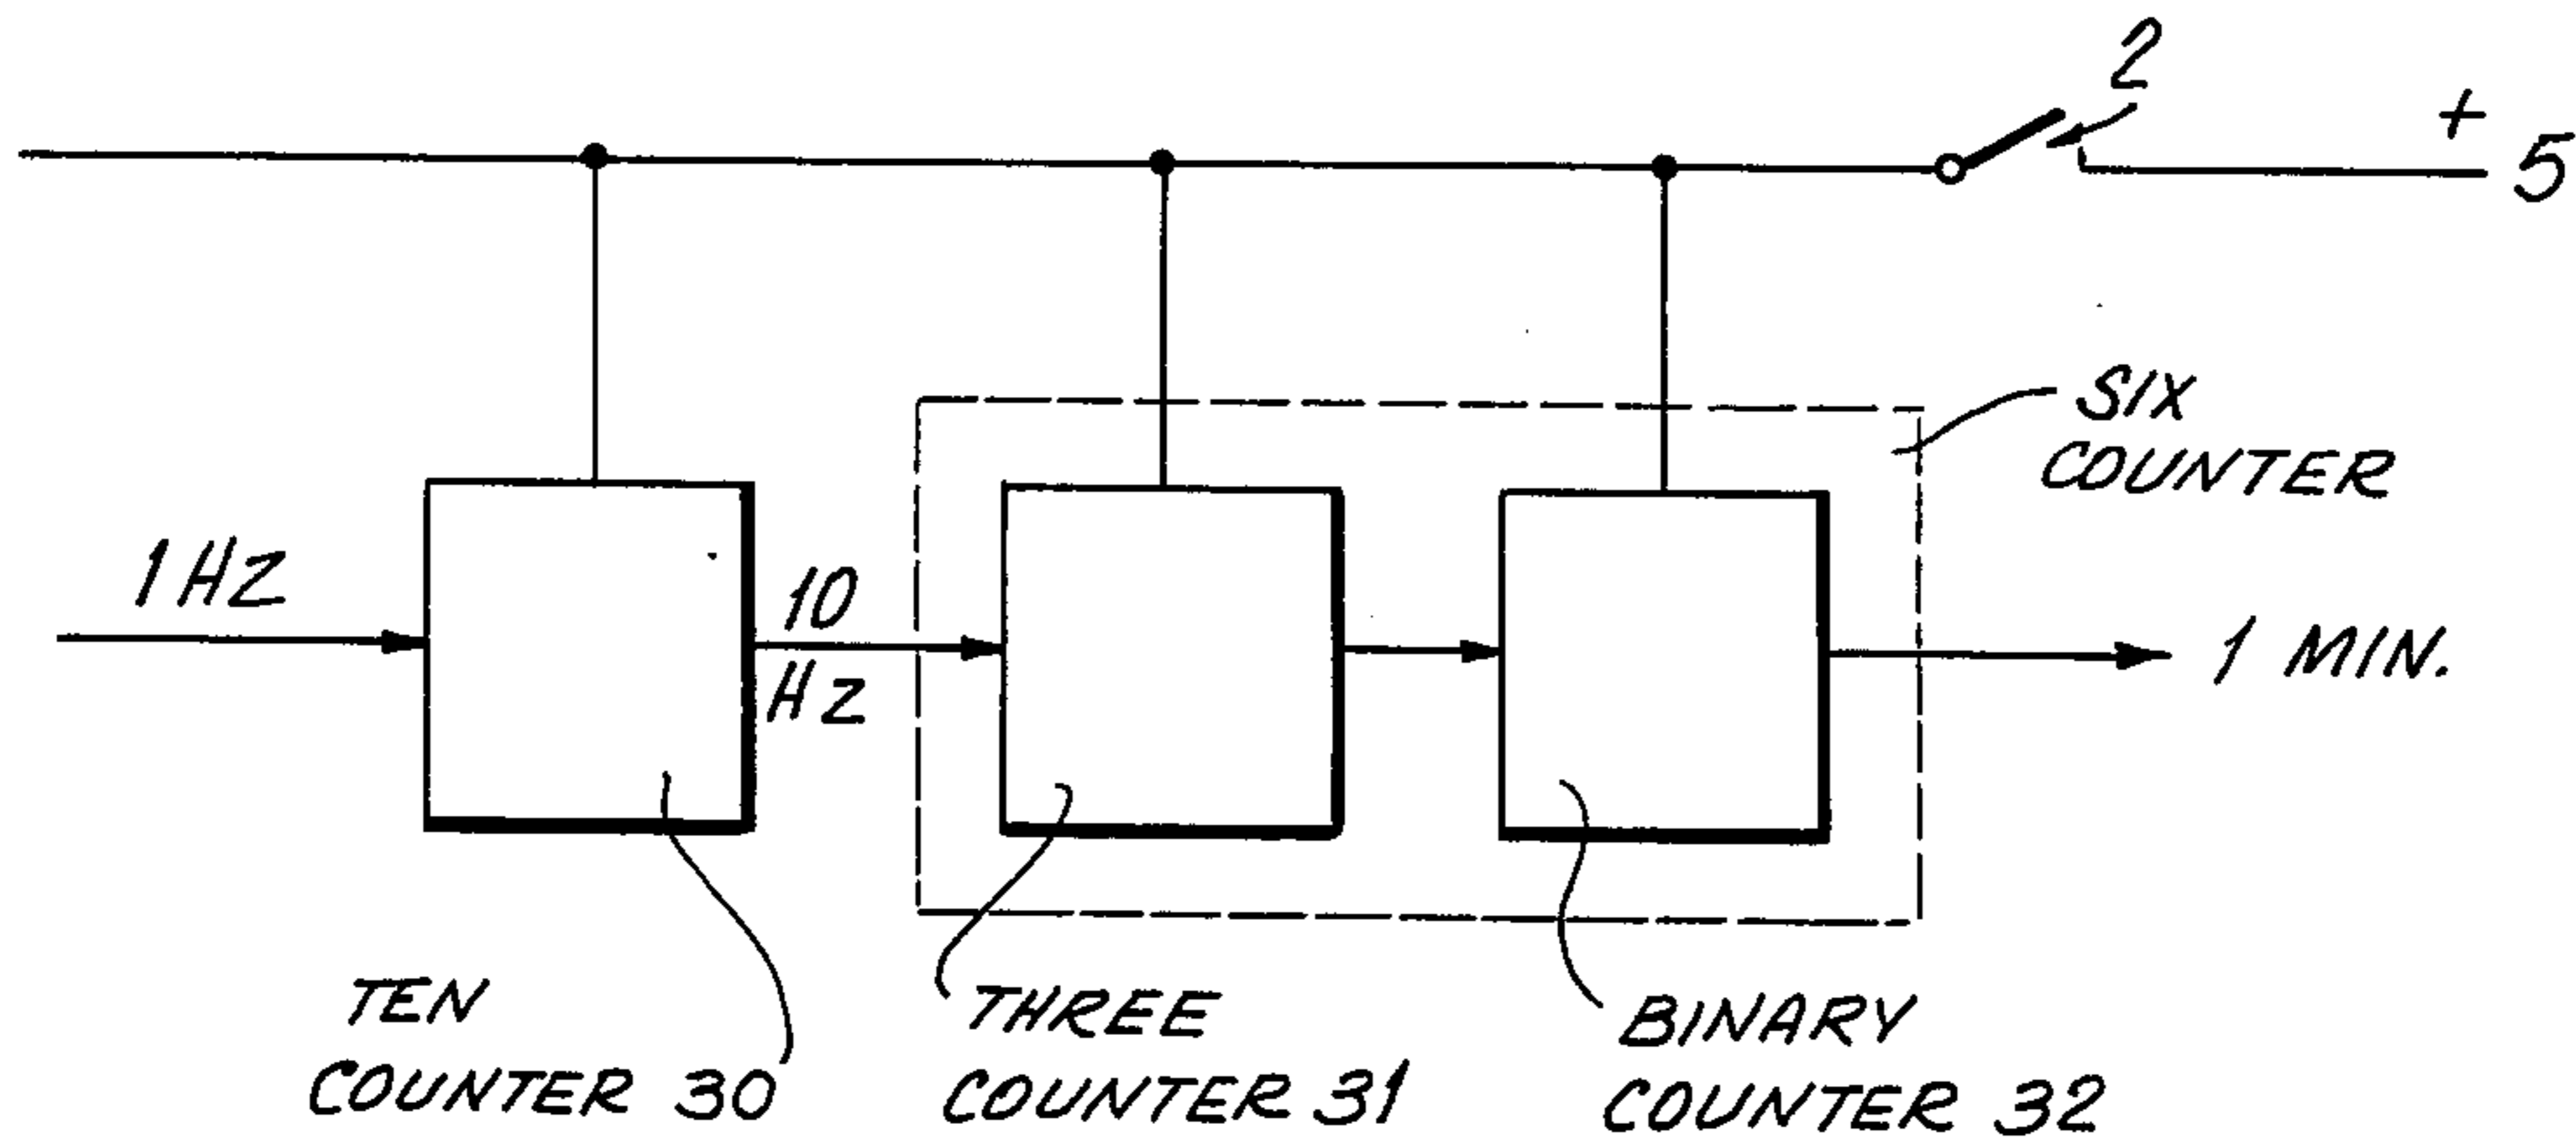 2
+
5
SIX
COUNTER
1 HZ
10
HZ
1 MIN.
TEN
COUNTER 30
THREE
COUNTER 31
BINARY
COUNTER 32